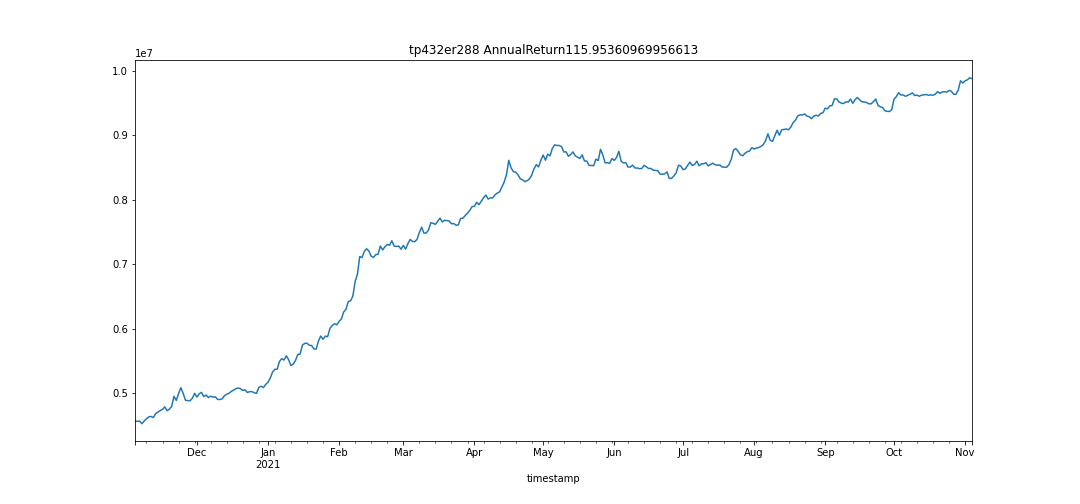 tp432er288 AnnualReturn115.95360969956613
1e7
1.0
0.9
0.8
0.7
0.6
0.5
Dec Jan Feb Mar Apr May Jun Jul Aug Sep Oct Nov
2021
timestamp